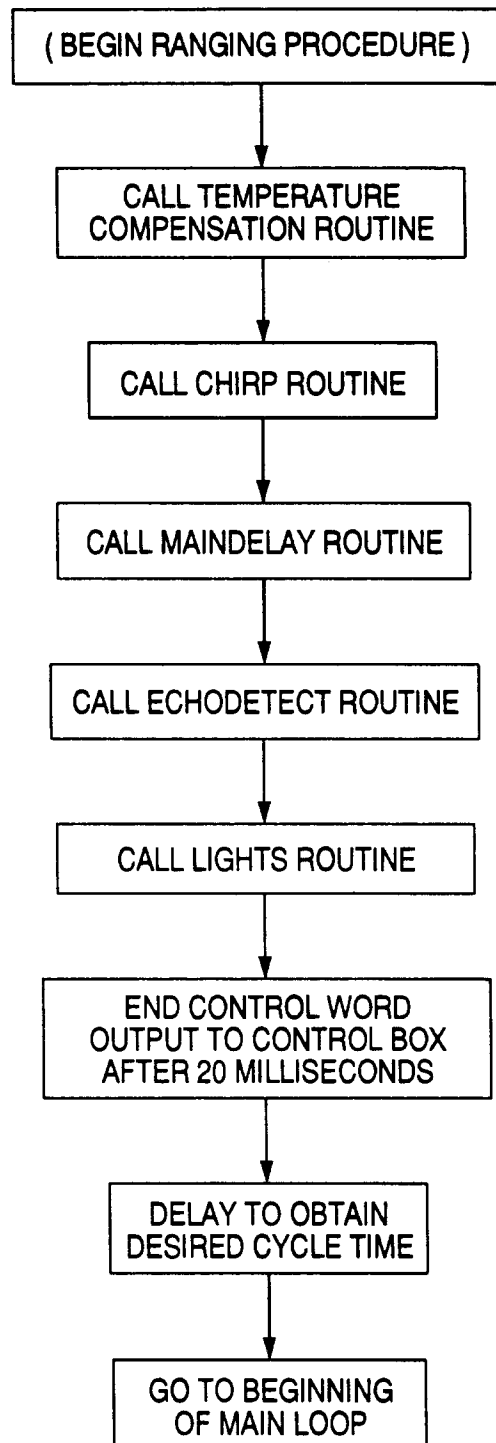 ( BEGIN RANGING PROCEDURE )
CALL TEMPERATURE
COMPENSATION ROUTINE
CALL CHIRP ROUTINE
CALL MAINDELAY ROUTINE
CALL ECHODETECT ROUTINE
CALL LIGHTS ROUTINE
END CONTROL WORD
OUTPUT TO CONTROL BOX
AFTER 20 MILLISECONDS
DELAY TO OBTAIN
DESIRED CYCLE TIME
GO TO BEGINNING
OF MAIN LOOP